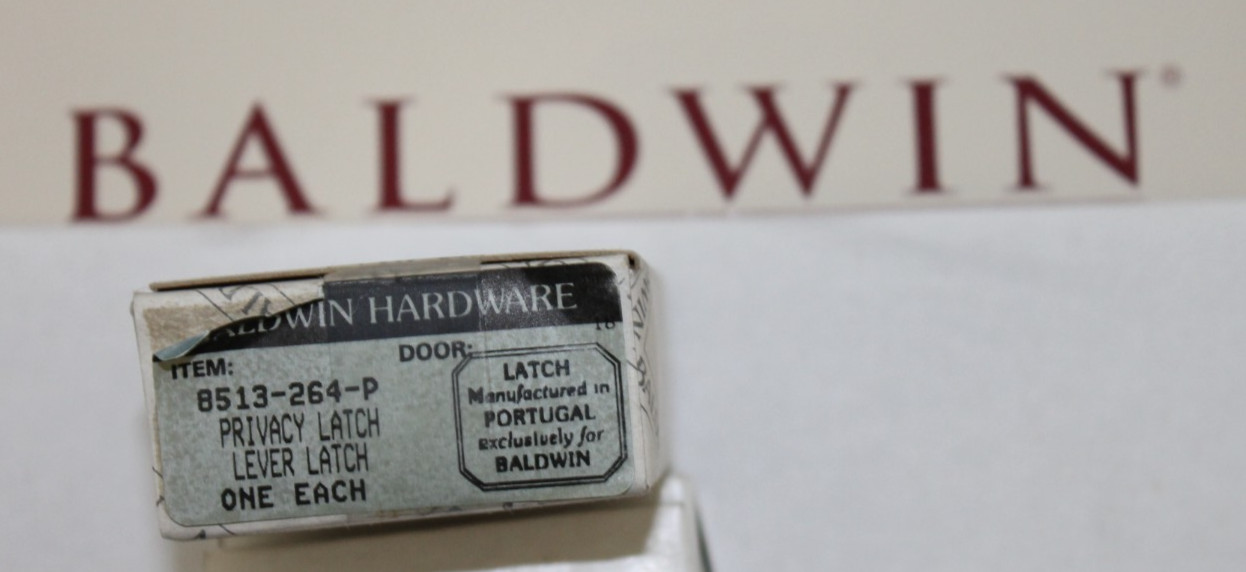 BALDWIN®
BALDWIN HARDWARE
ITEM:
DOOR:
8513-264-P
PRIVACY LATCH
LEVER LATCH
ONE EACH
LATCH
Manufactured in
PORTUGAL
exclusively for
BALDWIN